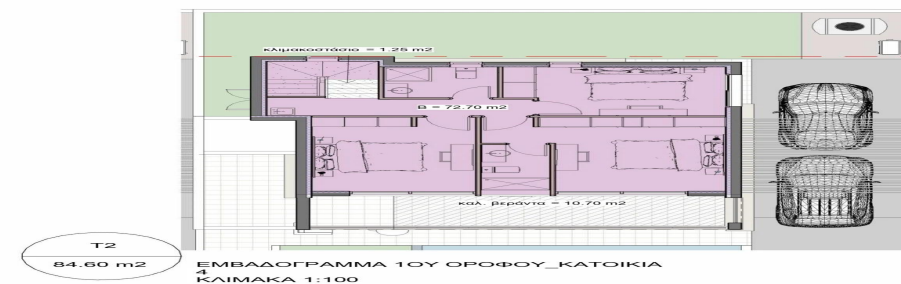 κλιμακοστάσιο = 1.25 m2
Β = 72.70 m2
καλ. βεράντα = 10.70 m2
T2
84.60 m2
ΕΜΒΑΔΟΓΡΑΜΜΑ 1ΟΥ ΟΡΟΦΟΥ_ΚΑΤΟΙΚΙΑ
4
ΚΛΙΜΑΚΑ 1:100